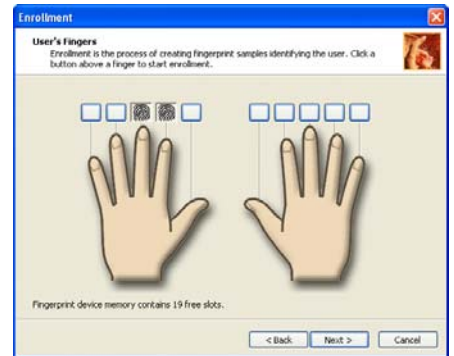 Enrollment
User's Fingers
Enrollment is the process of creating fingerprint samples identifying the user. Click a
button above a finger to start enrollment.
Fingerprint device memory contains 19 free slots.
< Back Next > Cancel